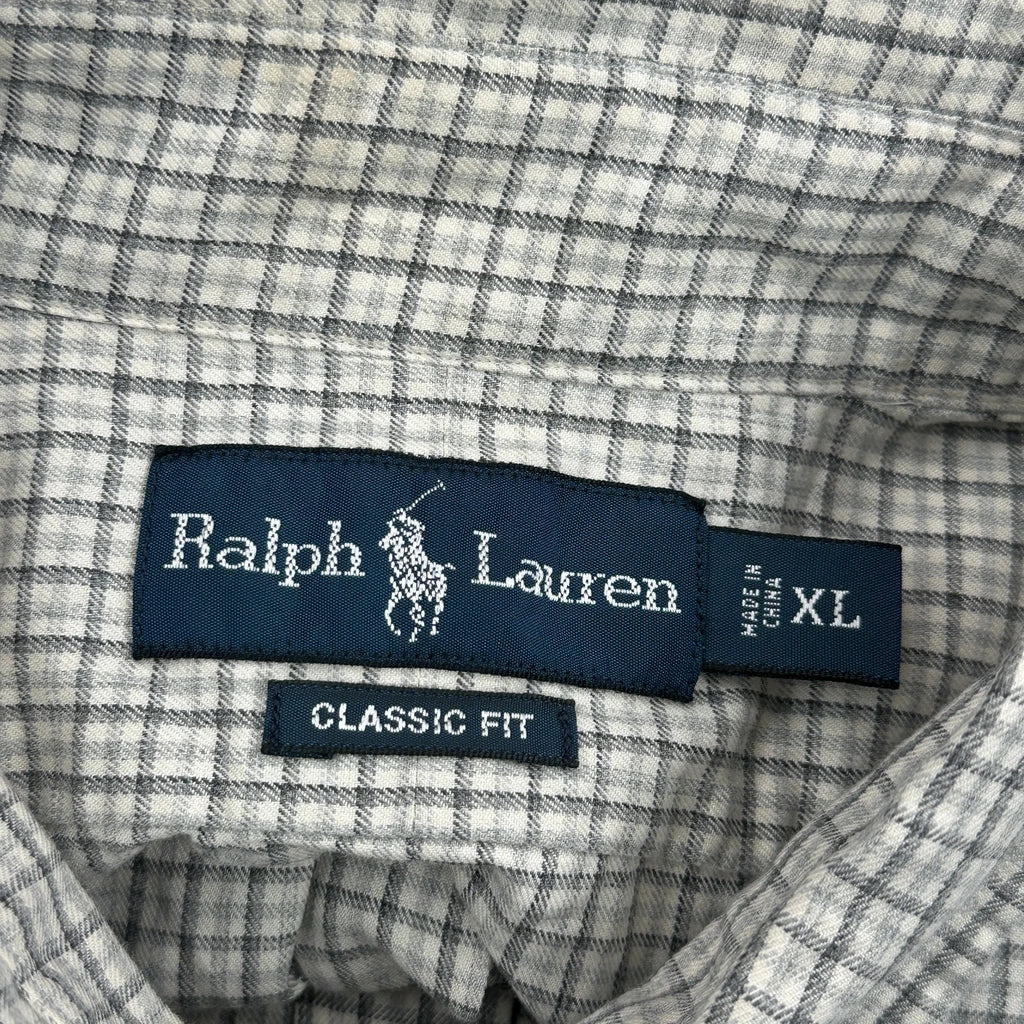 Ralph Lauren
MADE IN
CHINA
XL
CLASSIC FIT